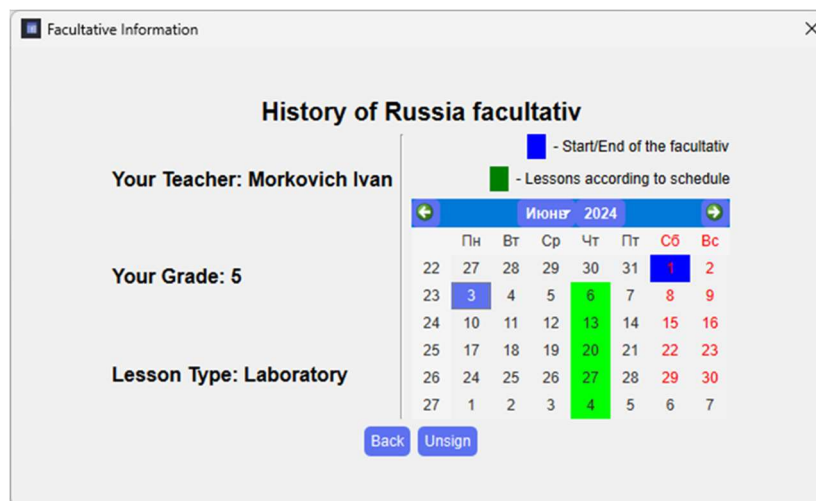 Facultative Information
History of Russia facultativ
Your Teacher: Morkovich Ivan
Your Grade: 5
Lesson Type: Laboratory
- Start/End of the facultativ
- Lessons according to schedule
Июнь 2024
Пн Вт Ср Чт Пт Сб Вс
22 27 28 29 30 31 1 2
23 3 4 5 6 7 8 9
24 10 11 12 13 14 15 16
25 17 18 19 20 21 22 23
26 24 25 26 27 28 29 30
27 1 2 3 4 5 6 7
Back Unsign